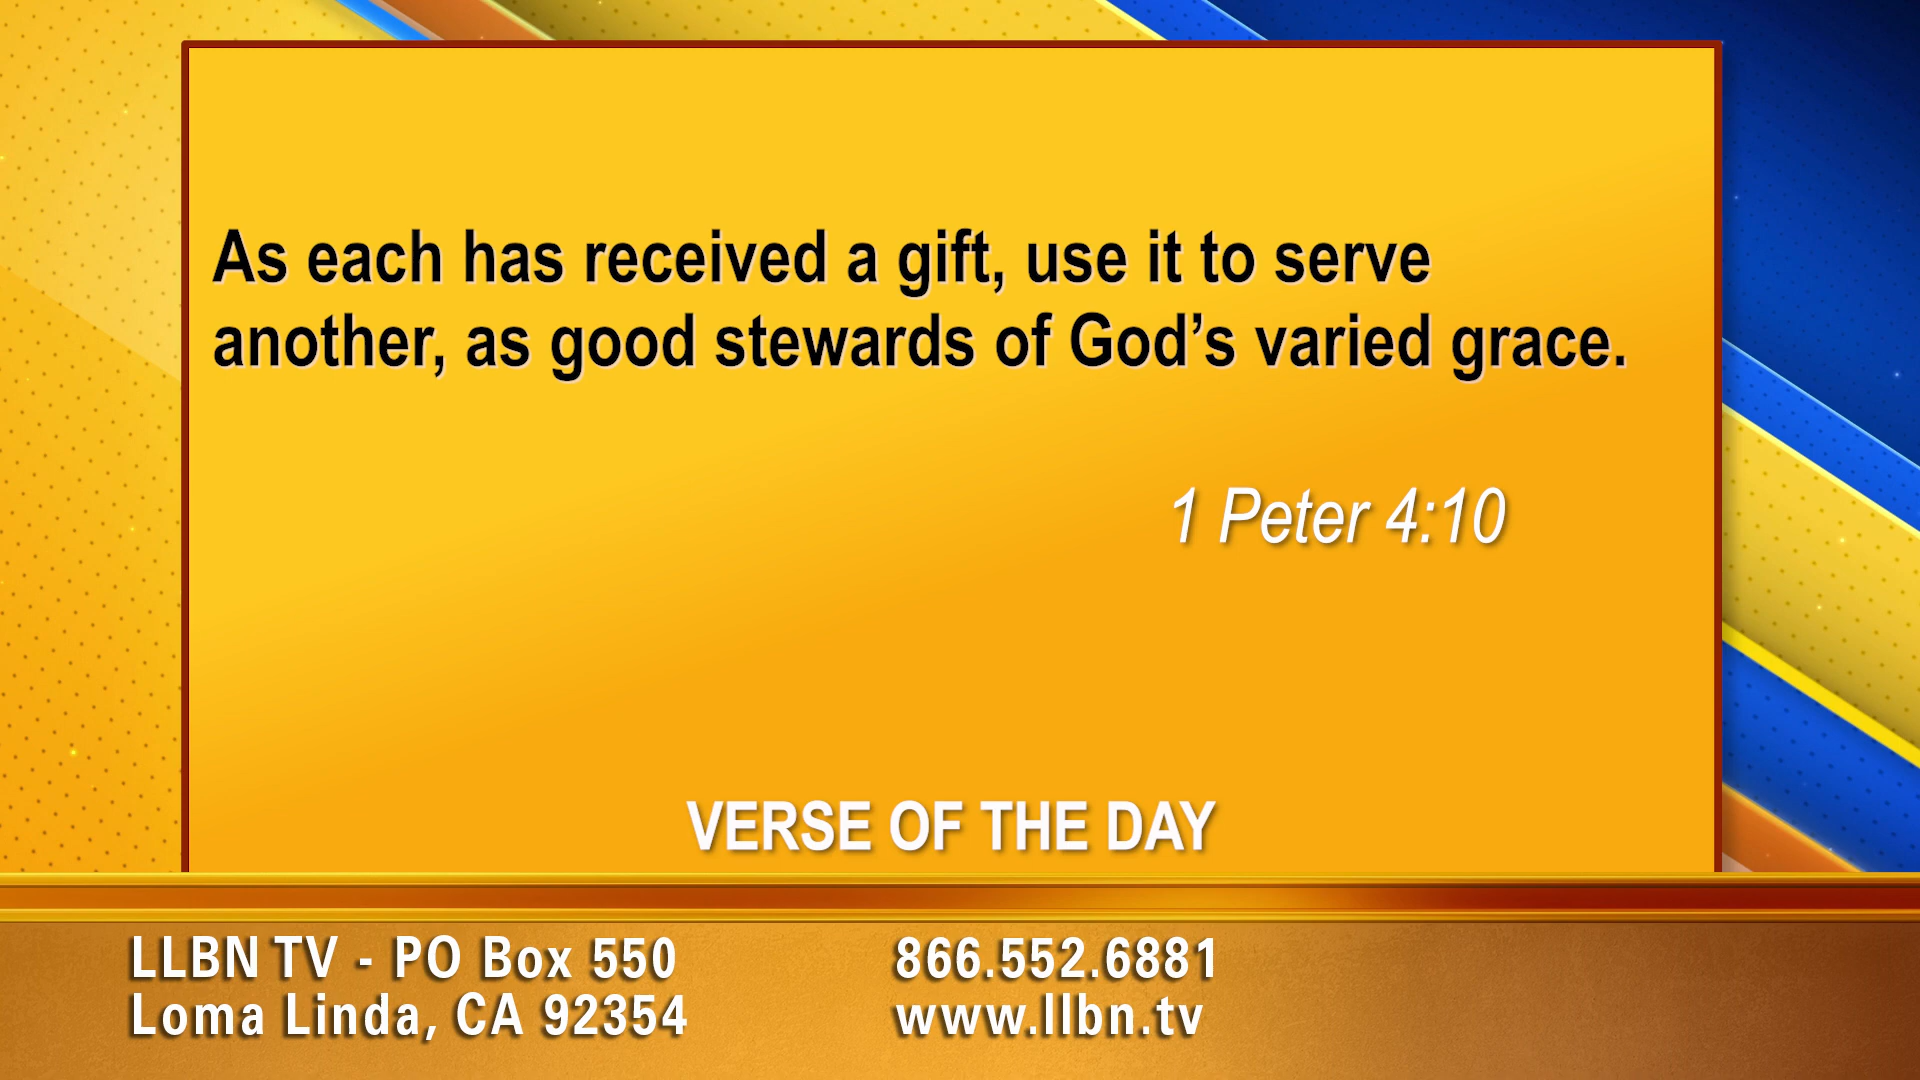 As each has received a gift, use it to serve
another, as good stewards of God’s varied grace.
1 Peter 4:10
VERSE OF THE DAY
LLBN TV - PO Box 550
Loma Linda, CA 92354
866.552.6881
www.llbn.tv